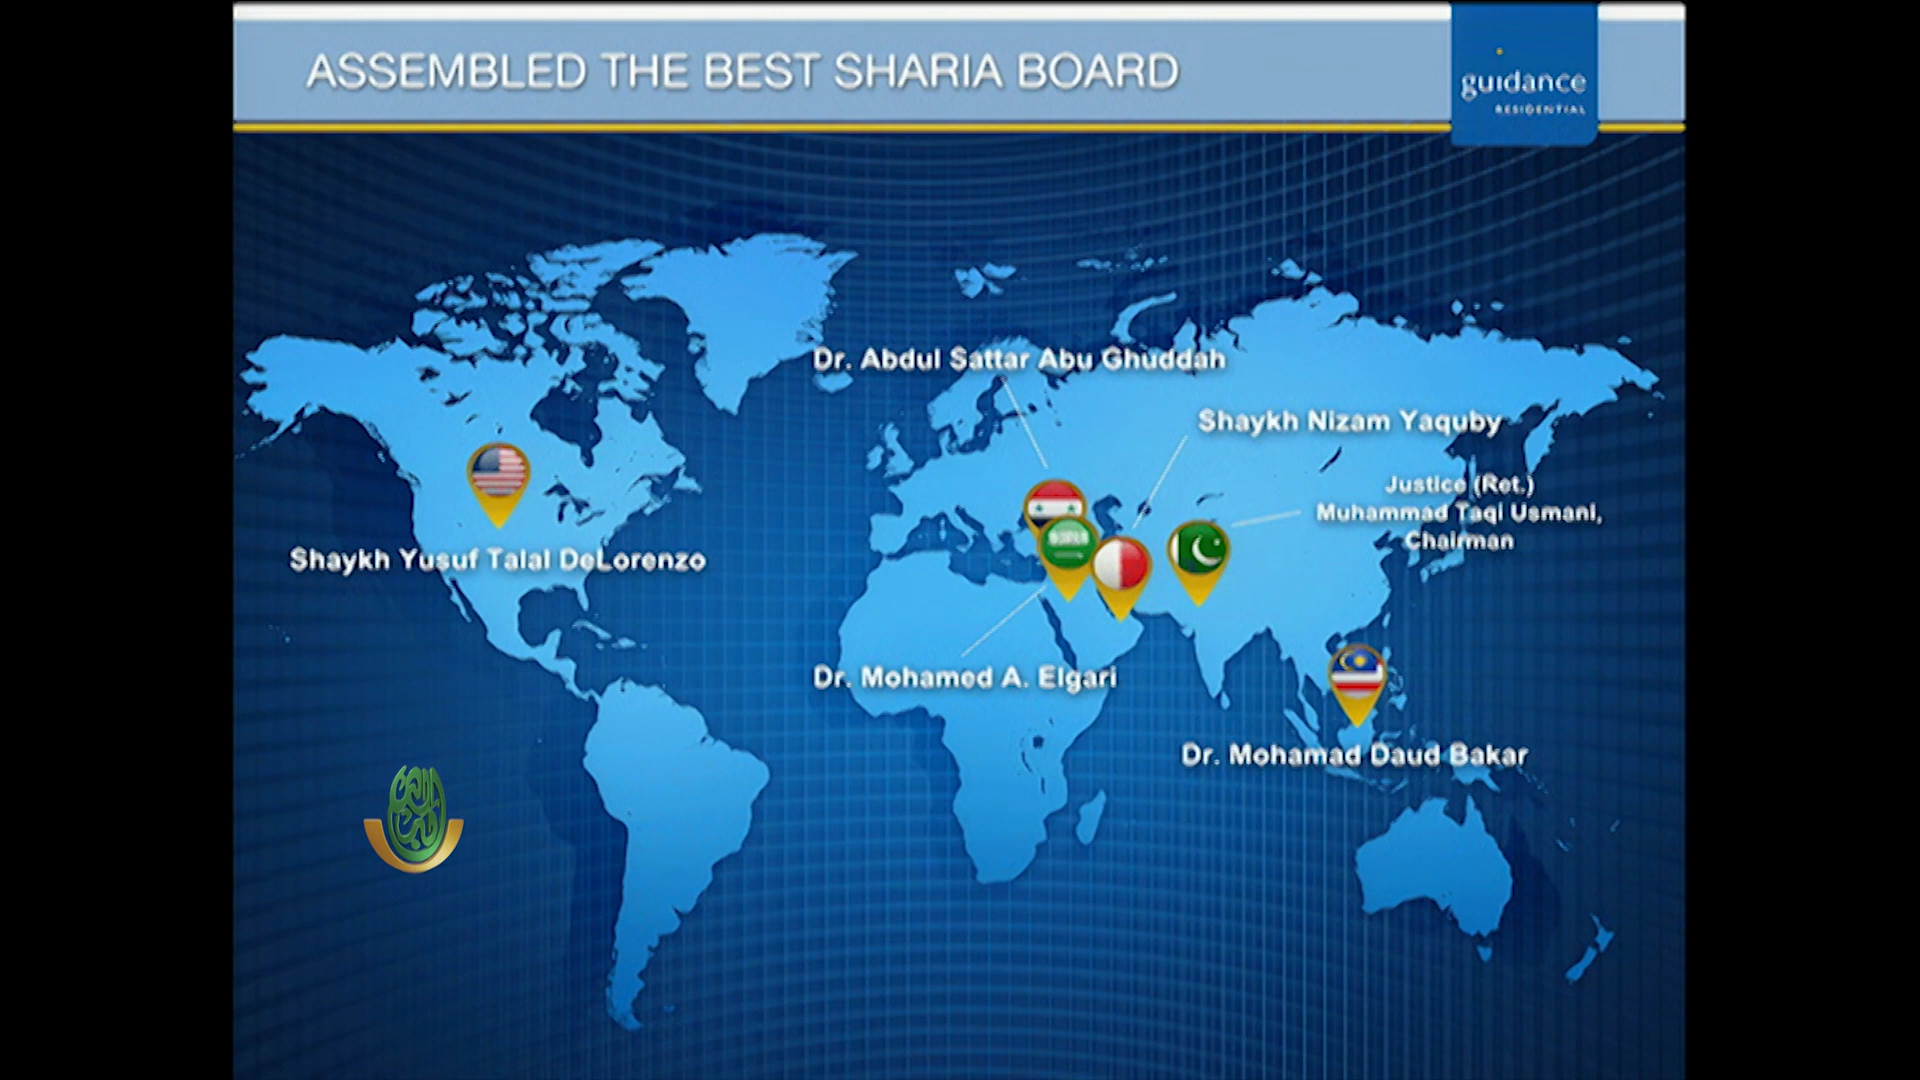 ASSEMBLED THE BEST SHARIA BOARD
guidance
RESIDENTIAL
Dr. Abdul Sattar Abu Ghuddah
Shaykh Nizam Yaquby
Justice (Ret.)
Muhammad Taqi Usmani,
Chairman
Shaykh Yusuf Talal DeLorenzo
Dr. Mohamed A. Elgari
Dr. Mohamad Daud Bakar